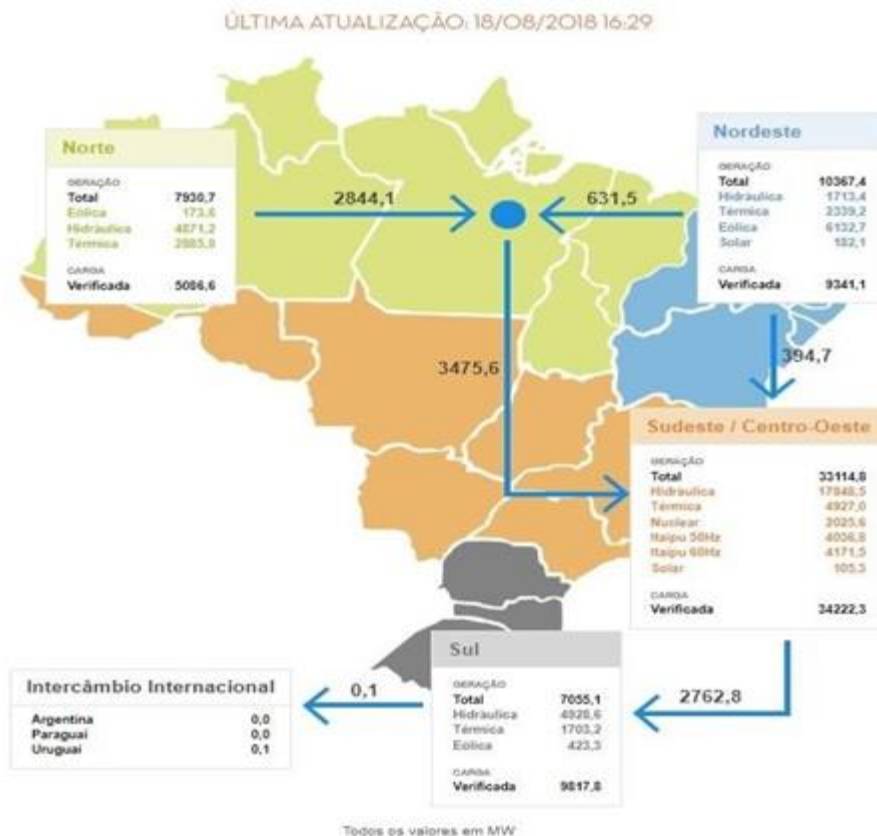 ÚLTIMA ATUALIZAÇÃO: 18/08/2018 16:29
Norte
GERAÇÃO
Total 7930,7
Eólica 173,6
Hidráulica 4871,2
Térmica 2885,8
CARGA
Verificada 5086,6
2844,1
631,5
Nordeste
GERAÇÃO
Total 10367,4
Hidráulica 1713,4
Térmica 2339,2
Eólica 6132,7
Solar 182,1
CARGA
Verificada 9341,1
3475,6
394,7
Sudeste / Centro-Oeste
GERAÇÃO
Total 33114,8
Hidráulica 17848,5
Térmica 4927,0
Nuclear 2025,6
Itaipu 50Hz 4036,8
Itaipu 60Hz 4171,5
Solar 105,3
CARGA
Verificada 34222,3
Sul
GERAÇÃO
Total 7055,1
Hidráulica 4928,6
Térmica 1703,2
Eólica 423,3
CARGA
Verificada 9817,8
2762,8
0,1
Intercâmbio Internacional
Argentina 0,0
Paraguai 0,0
Uruguai 0,1
Todos os valores em MW